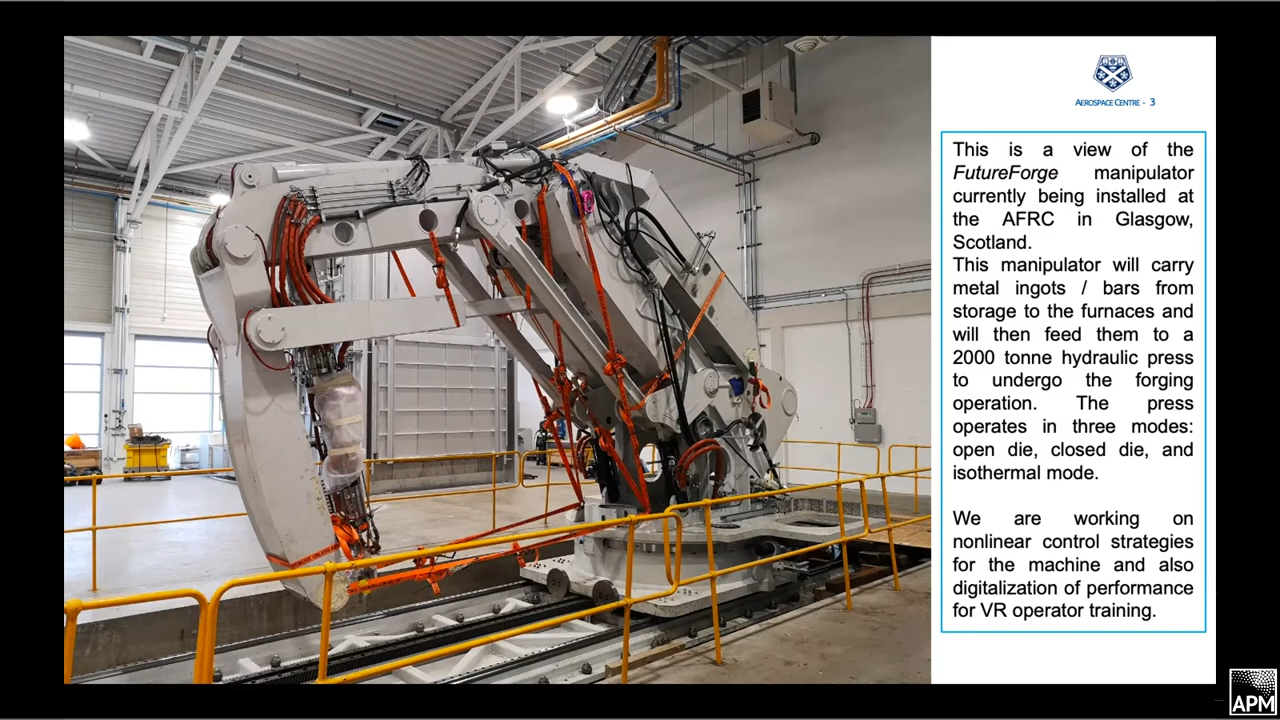 AEROSPACE CENTRE - 3
This is a view of the
FutureForge manipulator
currently being installed at
the AFRC in Glasgow,
Scotland.
This manipulator will carry
metal ingots / bars from
storage to the furnaces and
will then feed them to a
2000 tonne hydraulic press
to undergo the forging
operation. The press
operates in three modes:
open die, closed die, and
isothermal mode.
We are working on
nonlinear control strategies
for the machine and also
digitalization of performance
for VR operator training.
APM